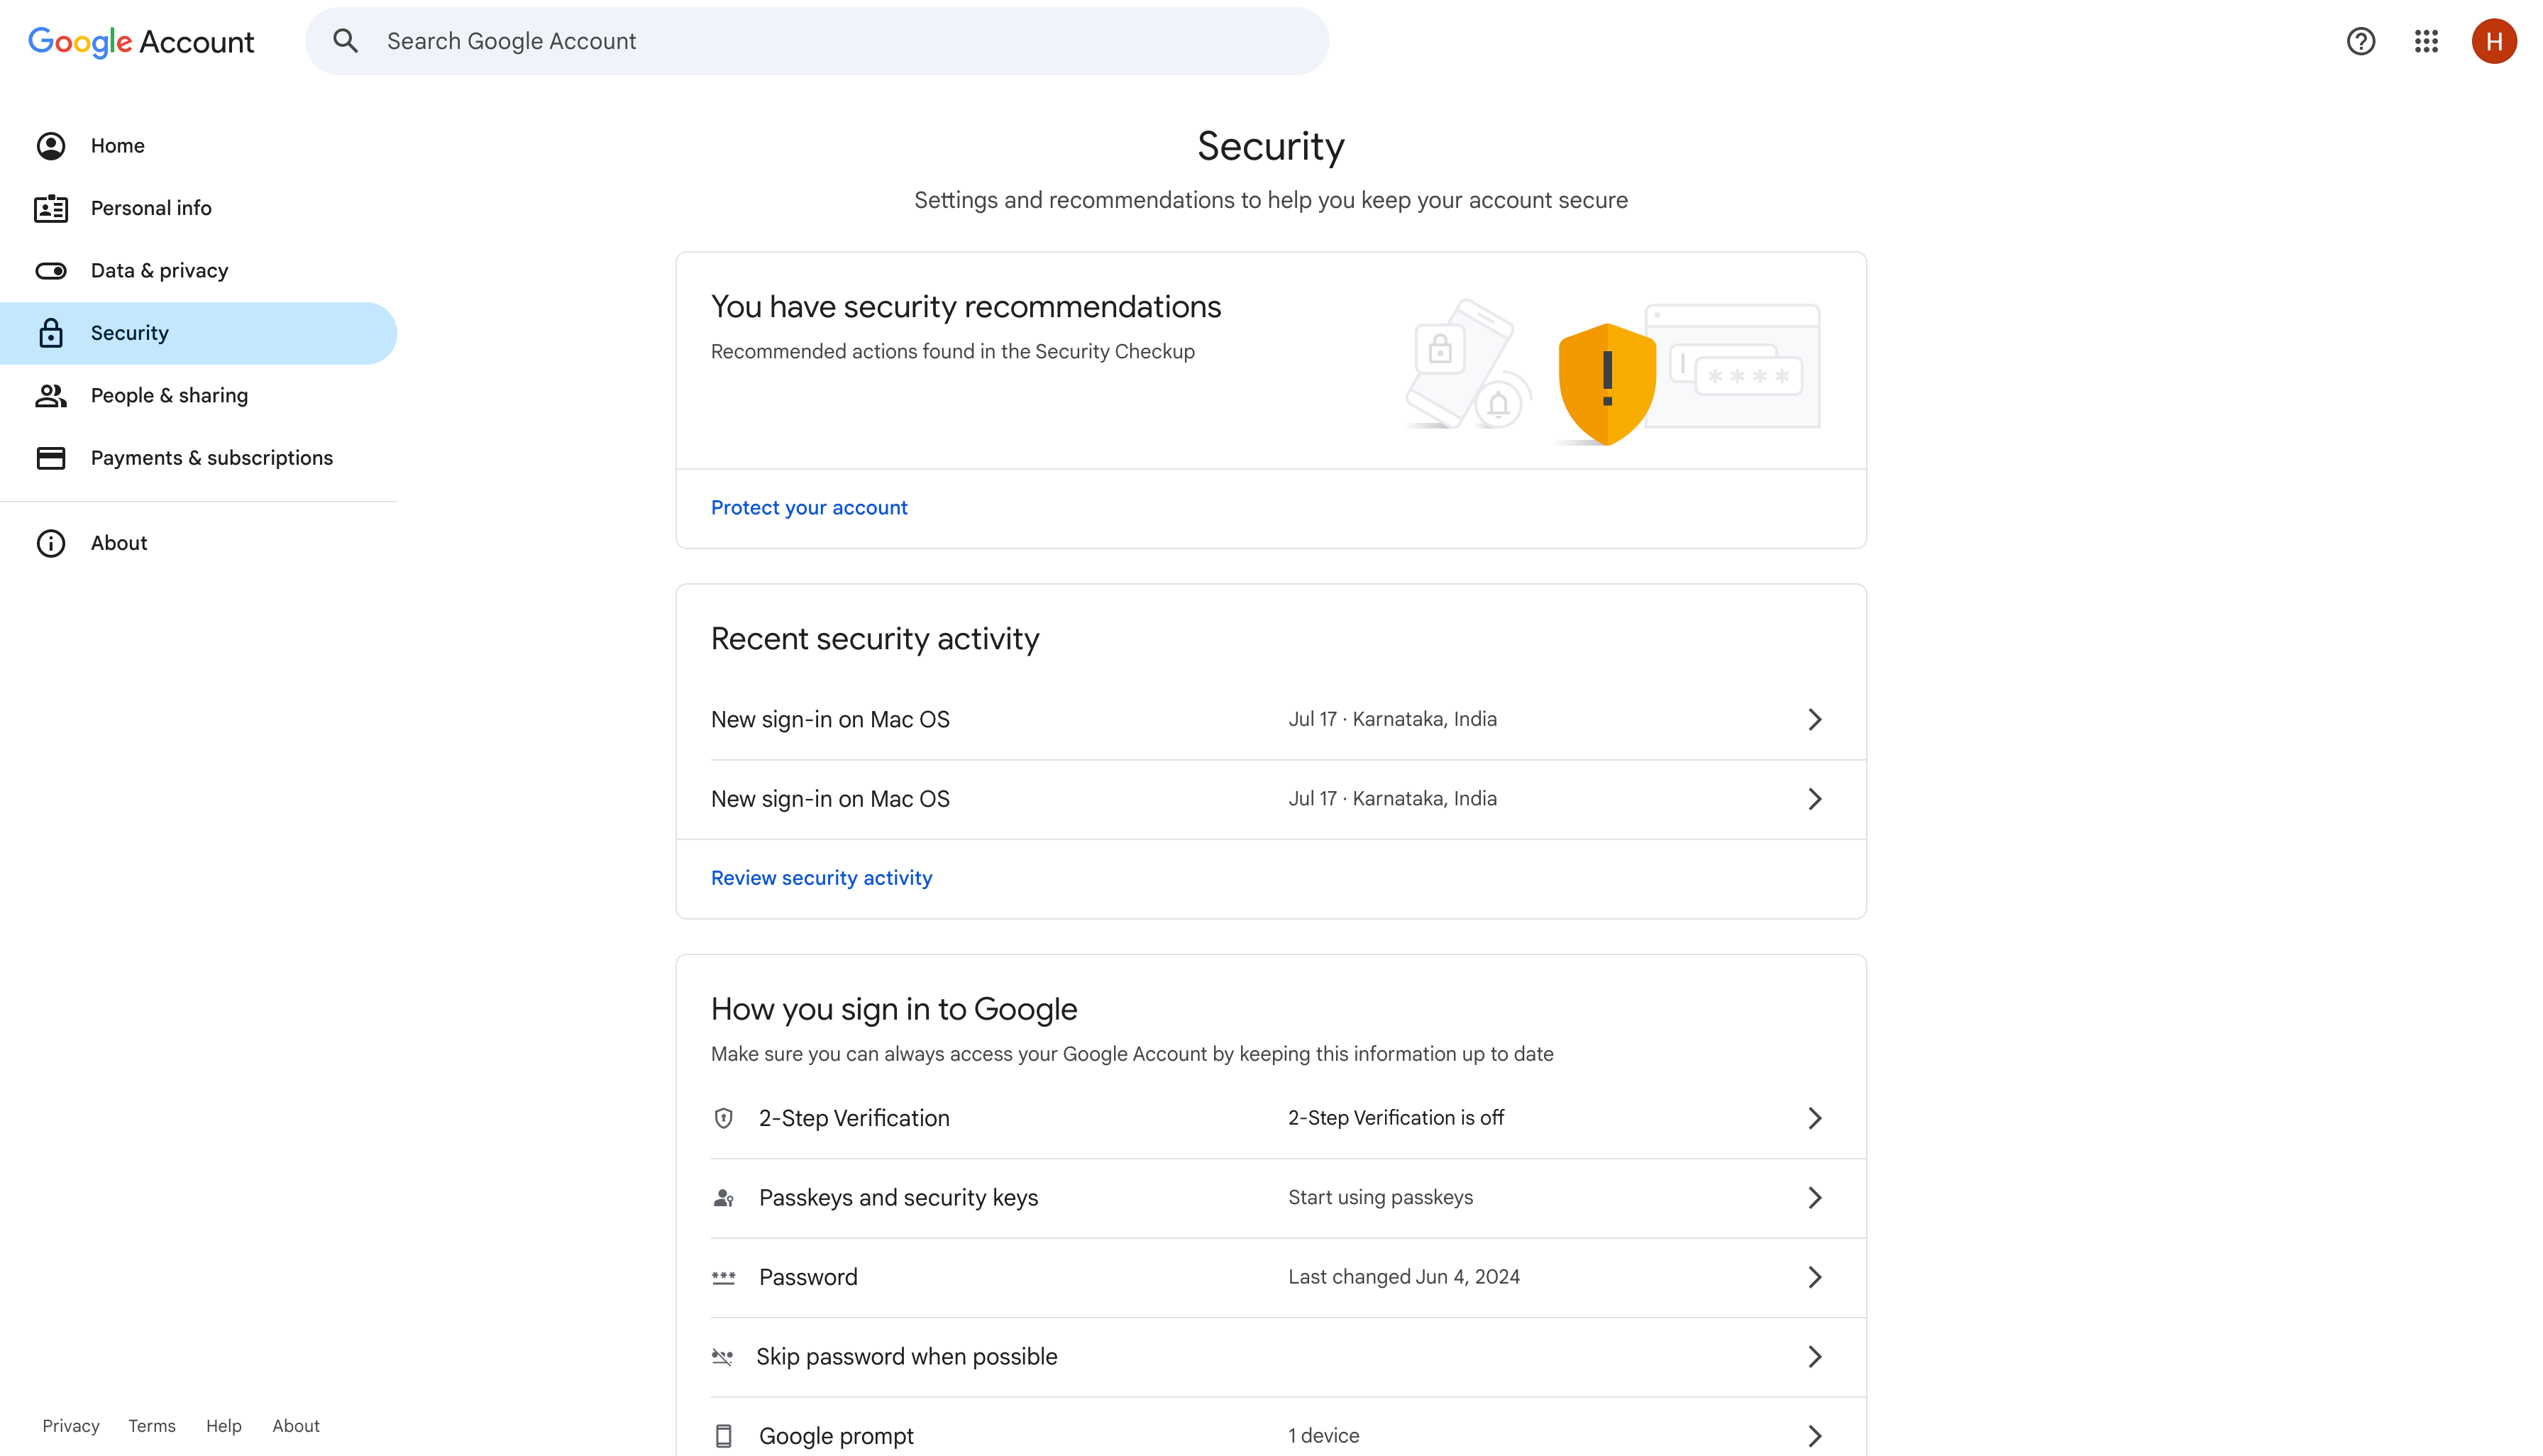 Google Account
Search Google Account
H
Home
Personal info
Data & privacy
Security
People & sharing
Payments & subscriptions
About
Security
Settings and recommendations to help you keep your account secure
You have security recommendations
Recommended actions found in the Security Checkup
Protect your account
Recent security activity
New sign-in on Mac OS
Jul 17 · Karnataka, India
New sign-in on Mac OS
Jul 17 · Karnataka, India
Review security activity
How you sign in to Google
Make sure you can always access your Google Account by keeping this information up to date
2-Step Verification
2-Step Verification is off
Passkeys and security keys
Start using passkeys
Password
Last changed Jun 4, 2024
Skip password when possible
Google prompt
1 device
Privacy Terms Help About